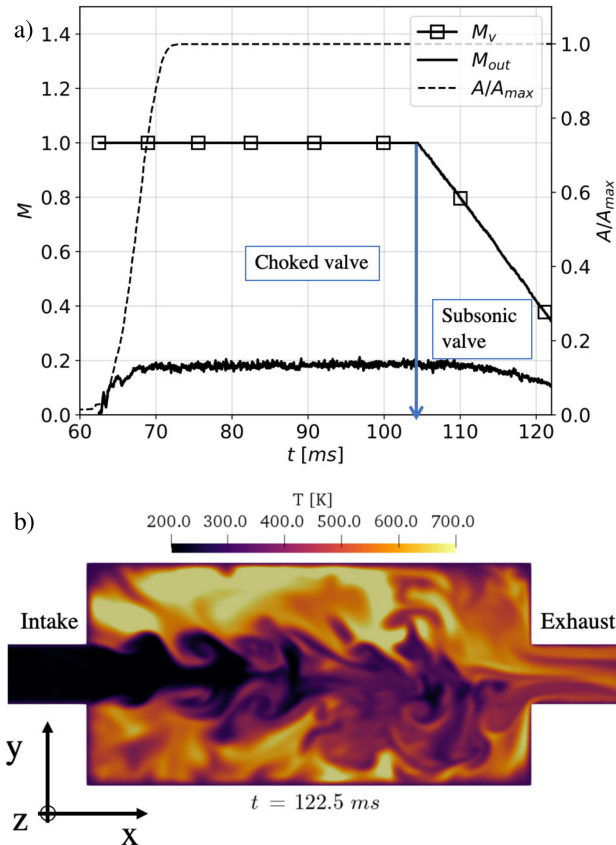 a)
M_v
M_out
A/A_max
1.4
1.2
1.0
0.8
0.6
0.4
0.2
0.0
M
1.0
0.8
0.6
0.4
0.2
0.0
A/A_max
Choked valve
Subsonic
valve
60 70 80 90 100 110 120
t [ms]
b)
T [K]
200.0 300.0 400.0 500.0 600.0 700.0
Intake
Exhaust
y
z
x
t = 122.5 ms